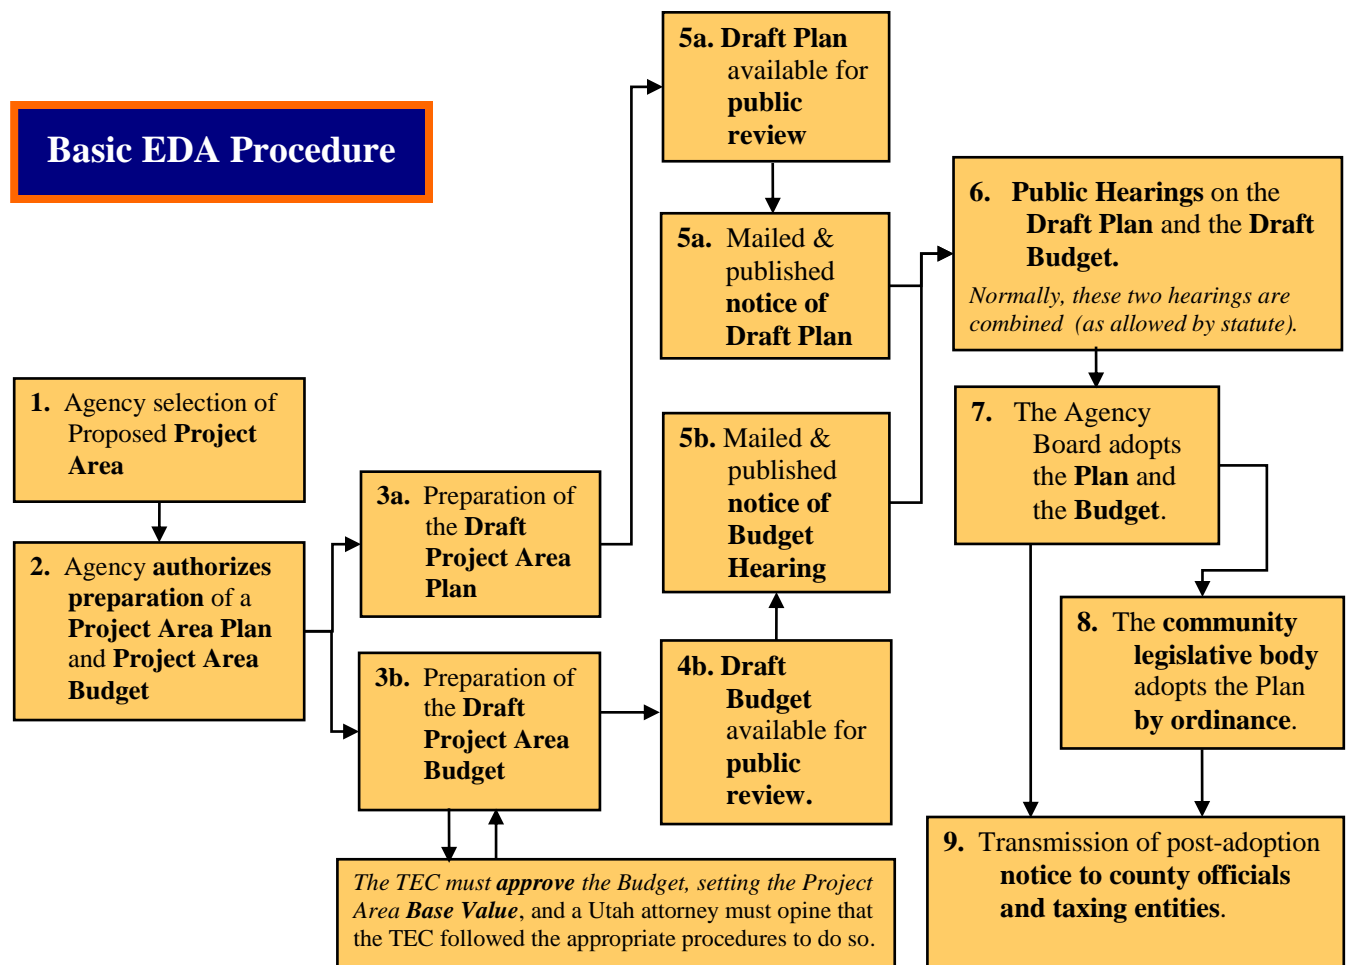 Basic EDA Procedure
1. Agency selection of
Proposed Project
Area
2. Agency authorizes
preparation of a
Project Area Plan
and Project Area
Budget
3a. Preparation of
the Draft
Project Area
Plan
3b. Preparation of
the Draft
Project Area
Budget
The TEC must approve the Budget, setting the Project
Area Base Value, and a Utah attorney must opine that
the TEC followed the appropriate procedures to do so.
5a. Draft Plan
available for
public
review
5a. Mailed &
published
notice of
Draft Plan
4b. Draft
Budget
available for
public
review.
5b. Mailed &
published
notice of
Budget
Hearing
6. Public Hearings on the
Draft Plan and the Draft
Budget.
Normally, these two hearings are
combined (as allowed by statute).
7. The Agency
Board adopts
the Plan and
the Budget.
8. The community
legislative body
adopts the Plan
by ordinance.
9. Transmission of post-adoption
notice to county officials
and taxing entities.